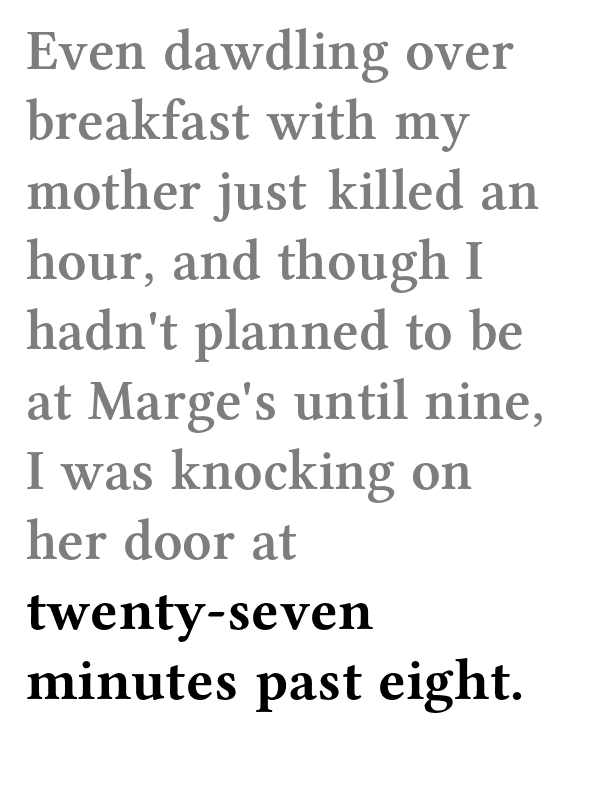 Even dawdling over
breakfast with my
mother just killed an
hour, and though I
hadn't planned to be
at Marge's until nine,
I was knocking on
her door at
twenty-seven
minutes past eight.